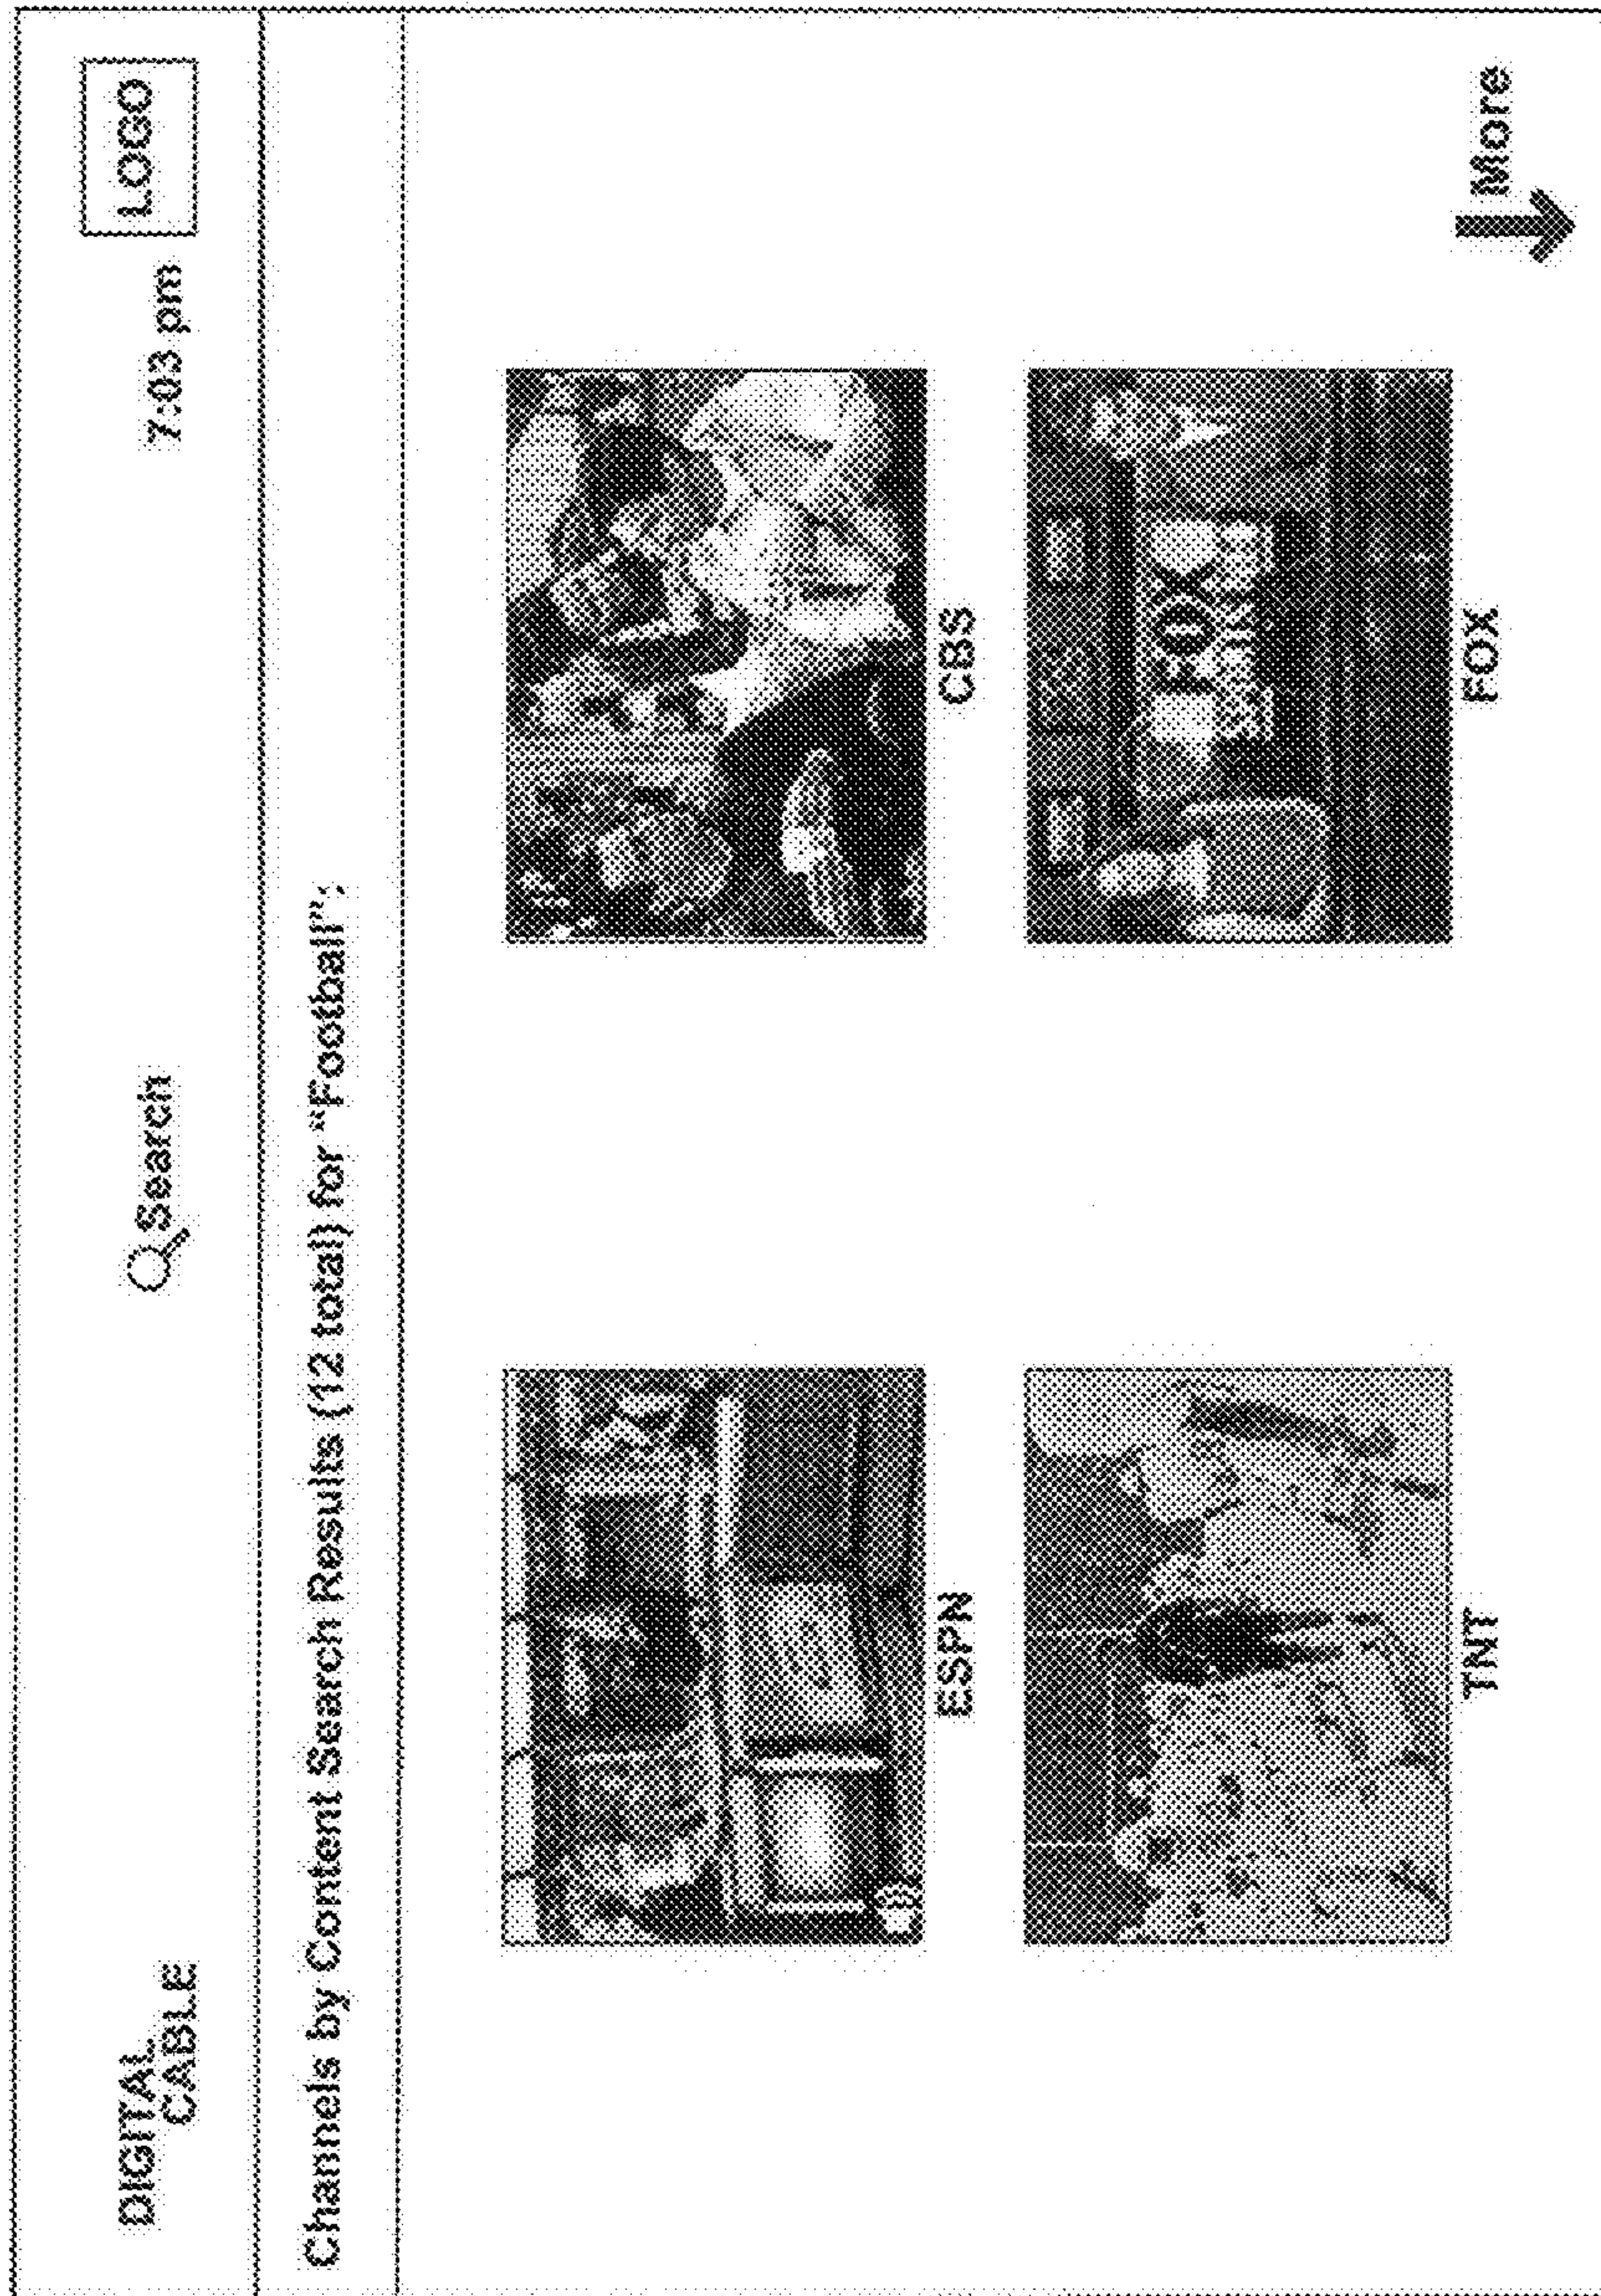 DIGITAL
CABLE
Search
7:03 pm
LOGO
Channels by Content Search Results (12 total) for "Football":
ESPN
CBS
FOX
TNT
FOX
More